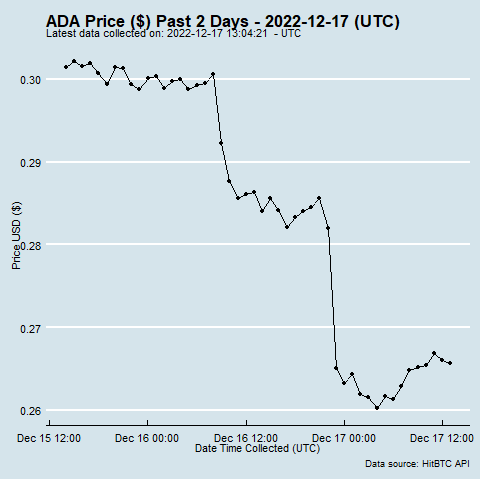 ADA Price ($) Past 2 Days - 2022-12-17 (UTC)
Latest data collected on: 2022-12-17 13:04:21  - UTC
Price USD ($)
0.30
0.29
0.28
0.27
0.26
Dec 15 12:00 Dec 16 00:00 Dec 16 12:00 Dec 17 00:00 Dec 17 12:00
Date Time Collected (UTC)
Data source: HitBTC API